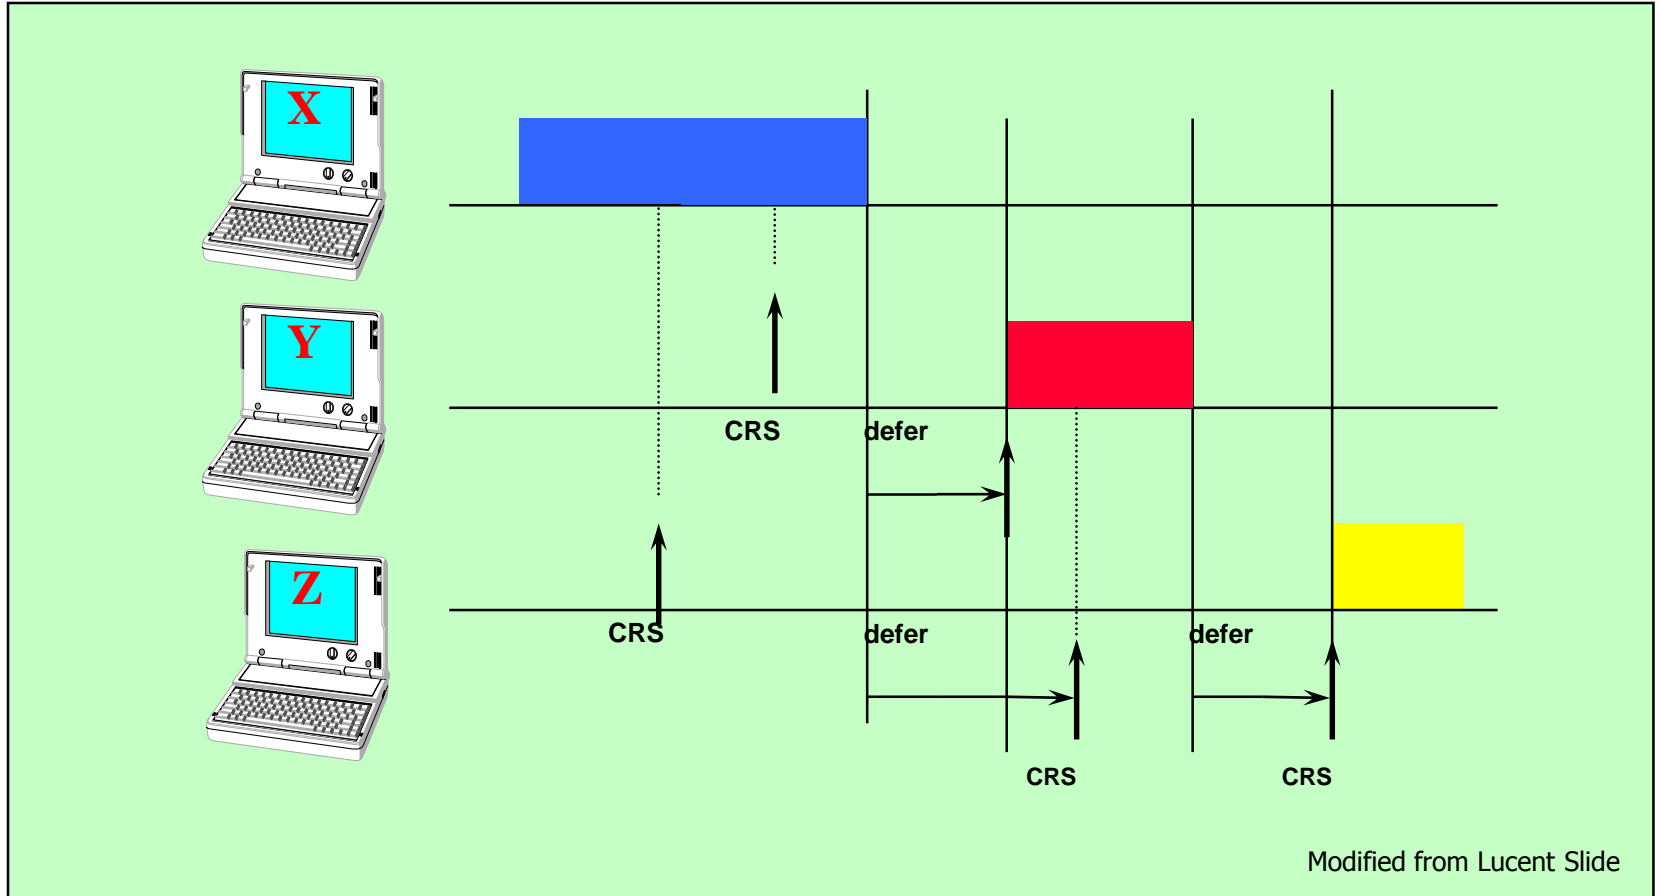 X
Y
CRS defer
Z
CRS defer defer
CRS CRS
Modified from Lucent Slide